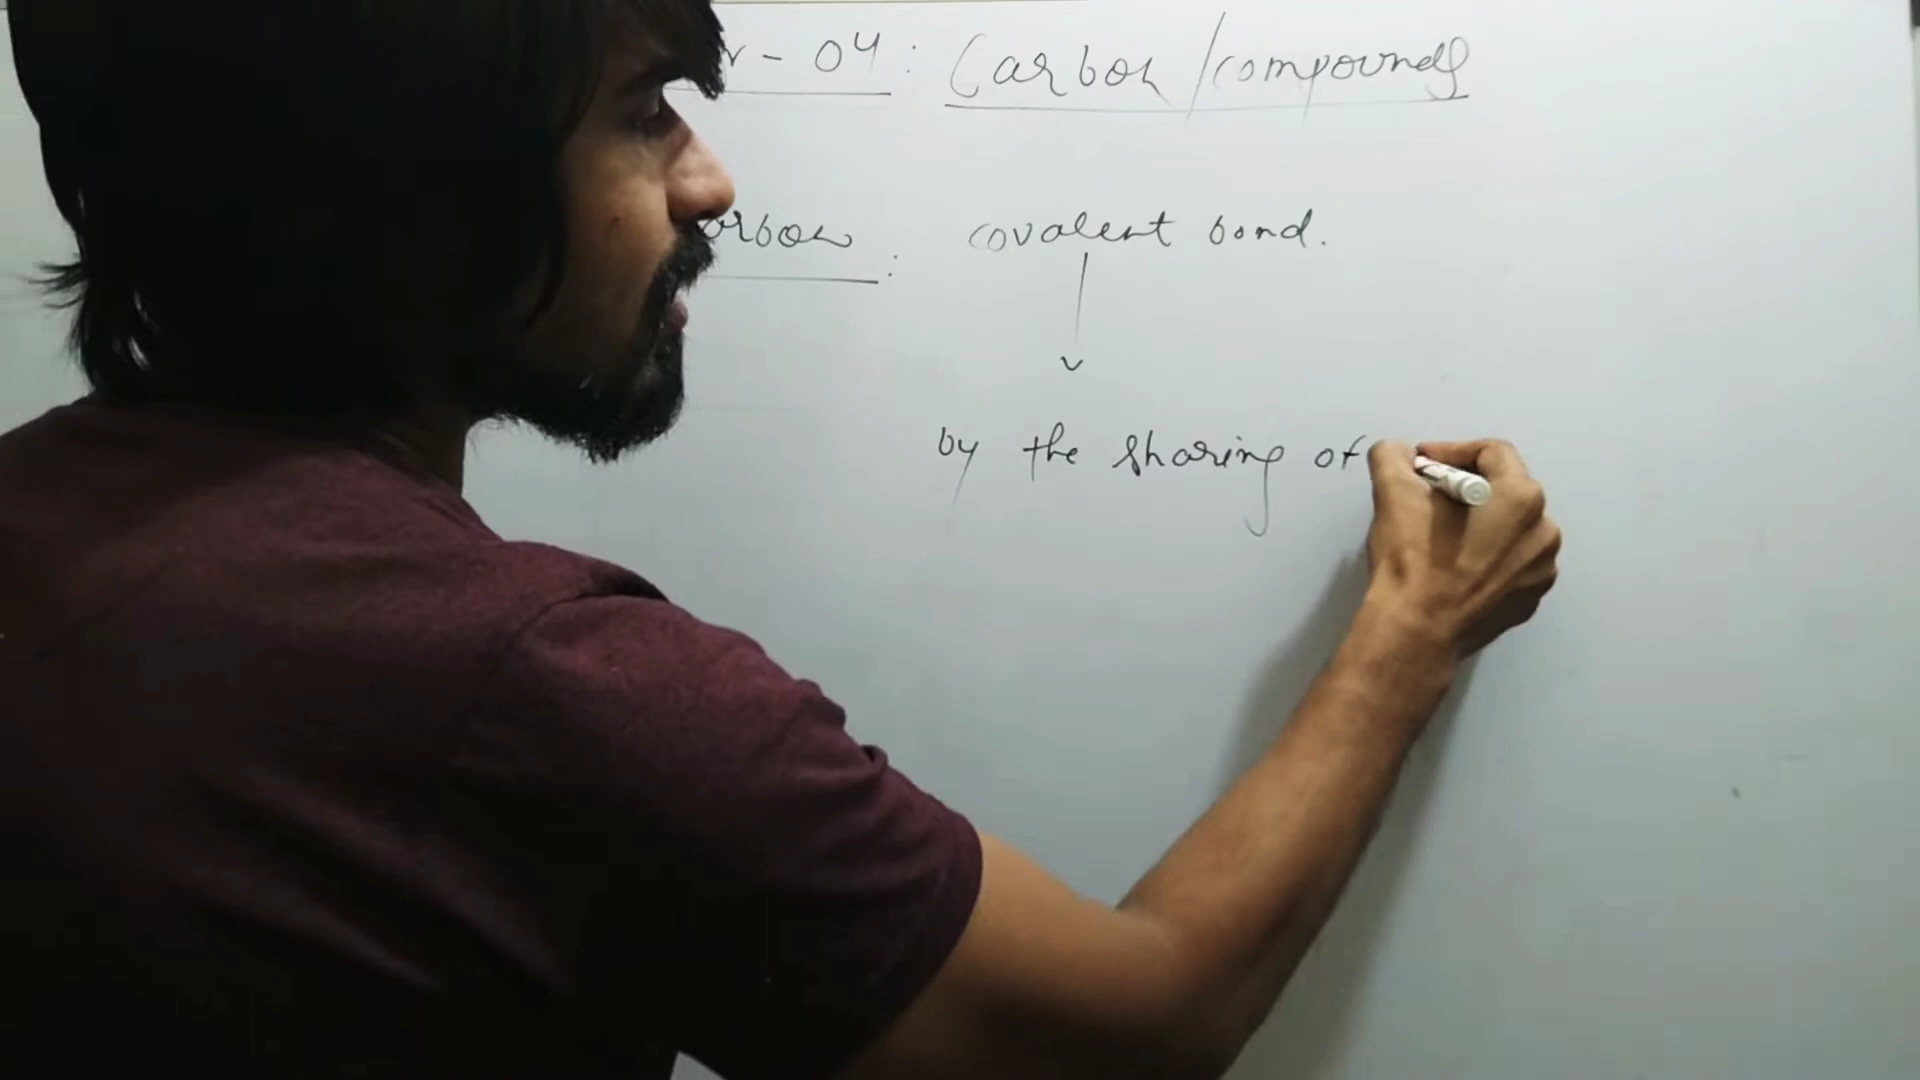 - 04 : Carbon / compounds
covalent bond.
by the sharing of